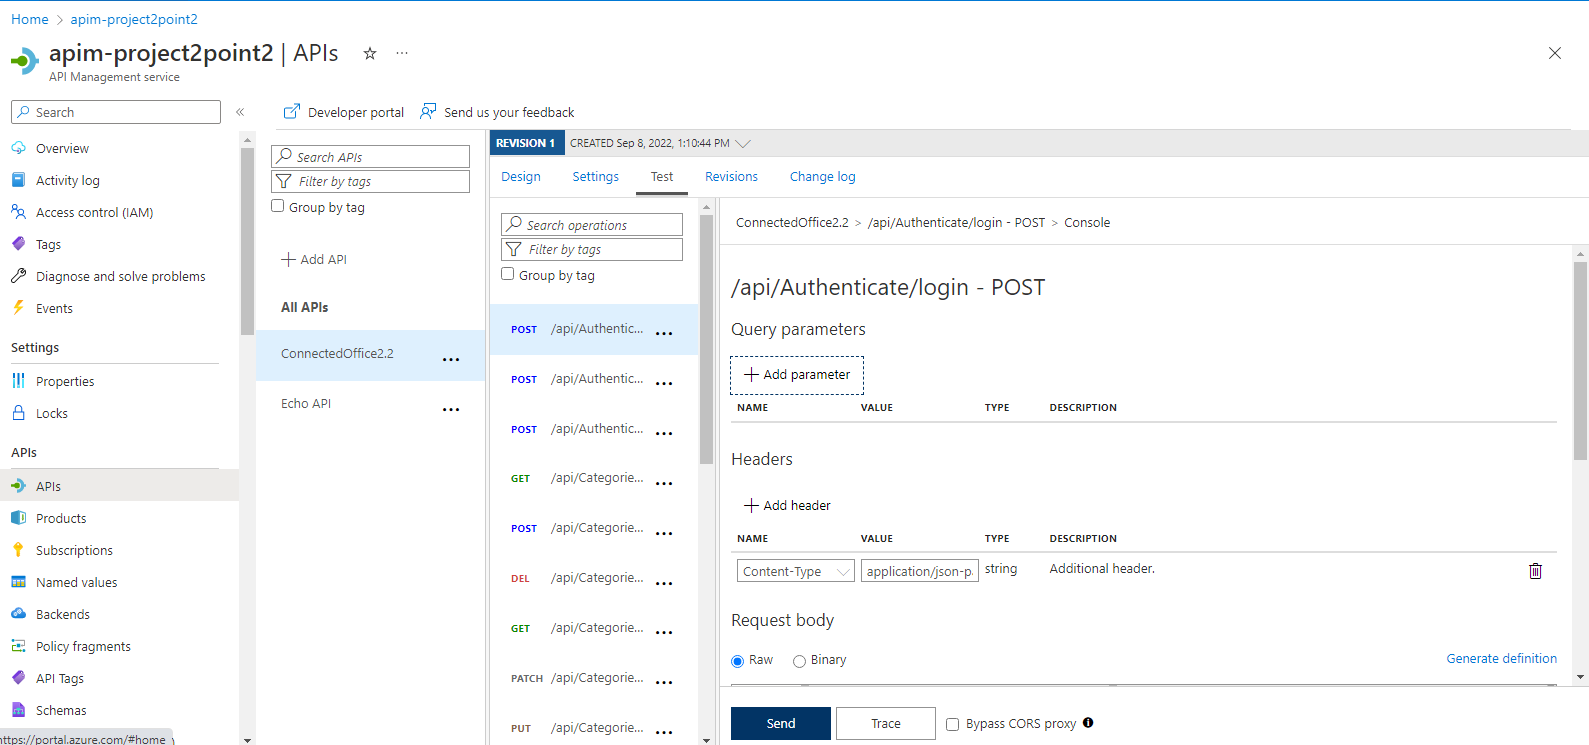 Home > apim-project2point2
apim-project2point2 | APIs
API Management service
Search
«
Overview
Activity log
Access control (IAM)
Tags
Diagnose and solve problems
Events
Settings
Properties
Locks
APIs
APIs
Products
Subscriptions
Named values
Backends
Policy fragments
API Tags
Schemas
https://portal.azure.com/#home
Developer portal
Send us your feedback
Search APIs
Filter by tags
Group by tag
Add API
All APIs
ConnectedOffice2.2 ...
Echo API ...
REVISION 1 CREATED Sep 8, 2022, 1:10:44 PM
Design Settings Test Revisions Change log
Search operations
Filter by tags
Group by tag
POST /api/Authentic... ...
POST /api/Authentic... ...
POST /api/Authentic... ...
GET /api/Categorie... ...
POST /api/Categorie... ...
DEL /api/Categorie... ...
GET /api/Categorie... ...
PATCH /api/Categorie... ...
PUT /api/Categorie... ...
ConnectedOffice2.2 > /api/Authenticate/login - POST > Console
/api/Authenticate/login - POST
Query parameters
Add parameter
NAME VALUE TYPE DESCRIPTION
Headers
Add header
NAME VALUE TYPE DESCRIPTION
Content-Type application/json-p string Additional header.
Request body
Raw Binary Generate definition
Send Trace Bypass CORS proxy